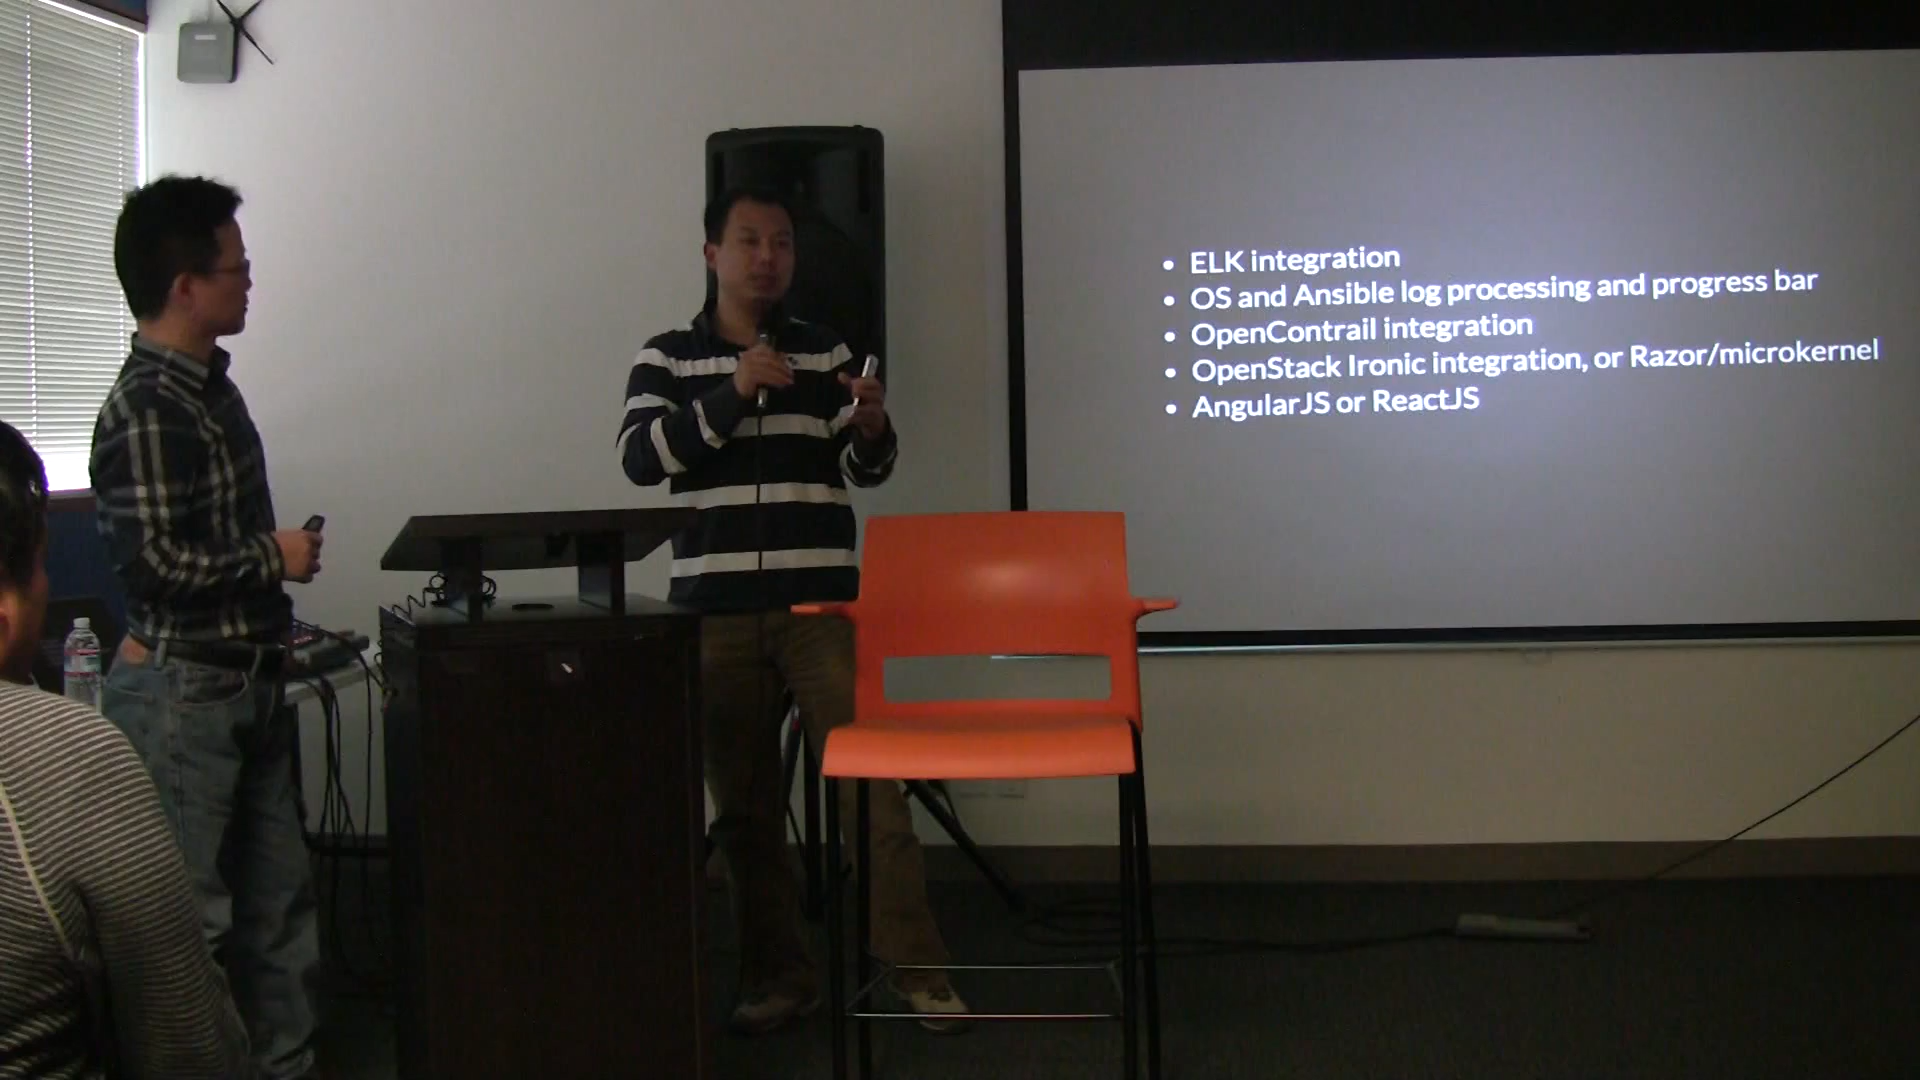 • ELK integration
• OS and Ansible log processing and progress bar
• OpenContrail integration
• OpenStack Ironic integration, or Razor/microkernel
• AngularJS or ReactJS